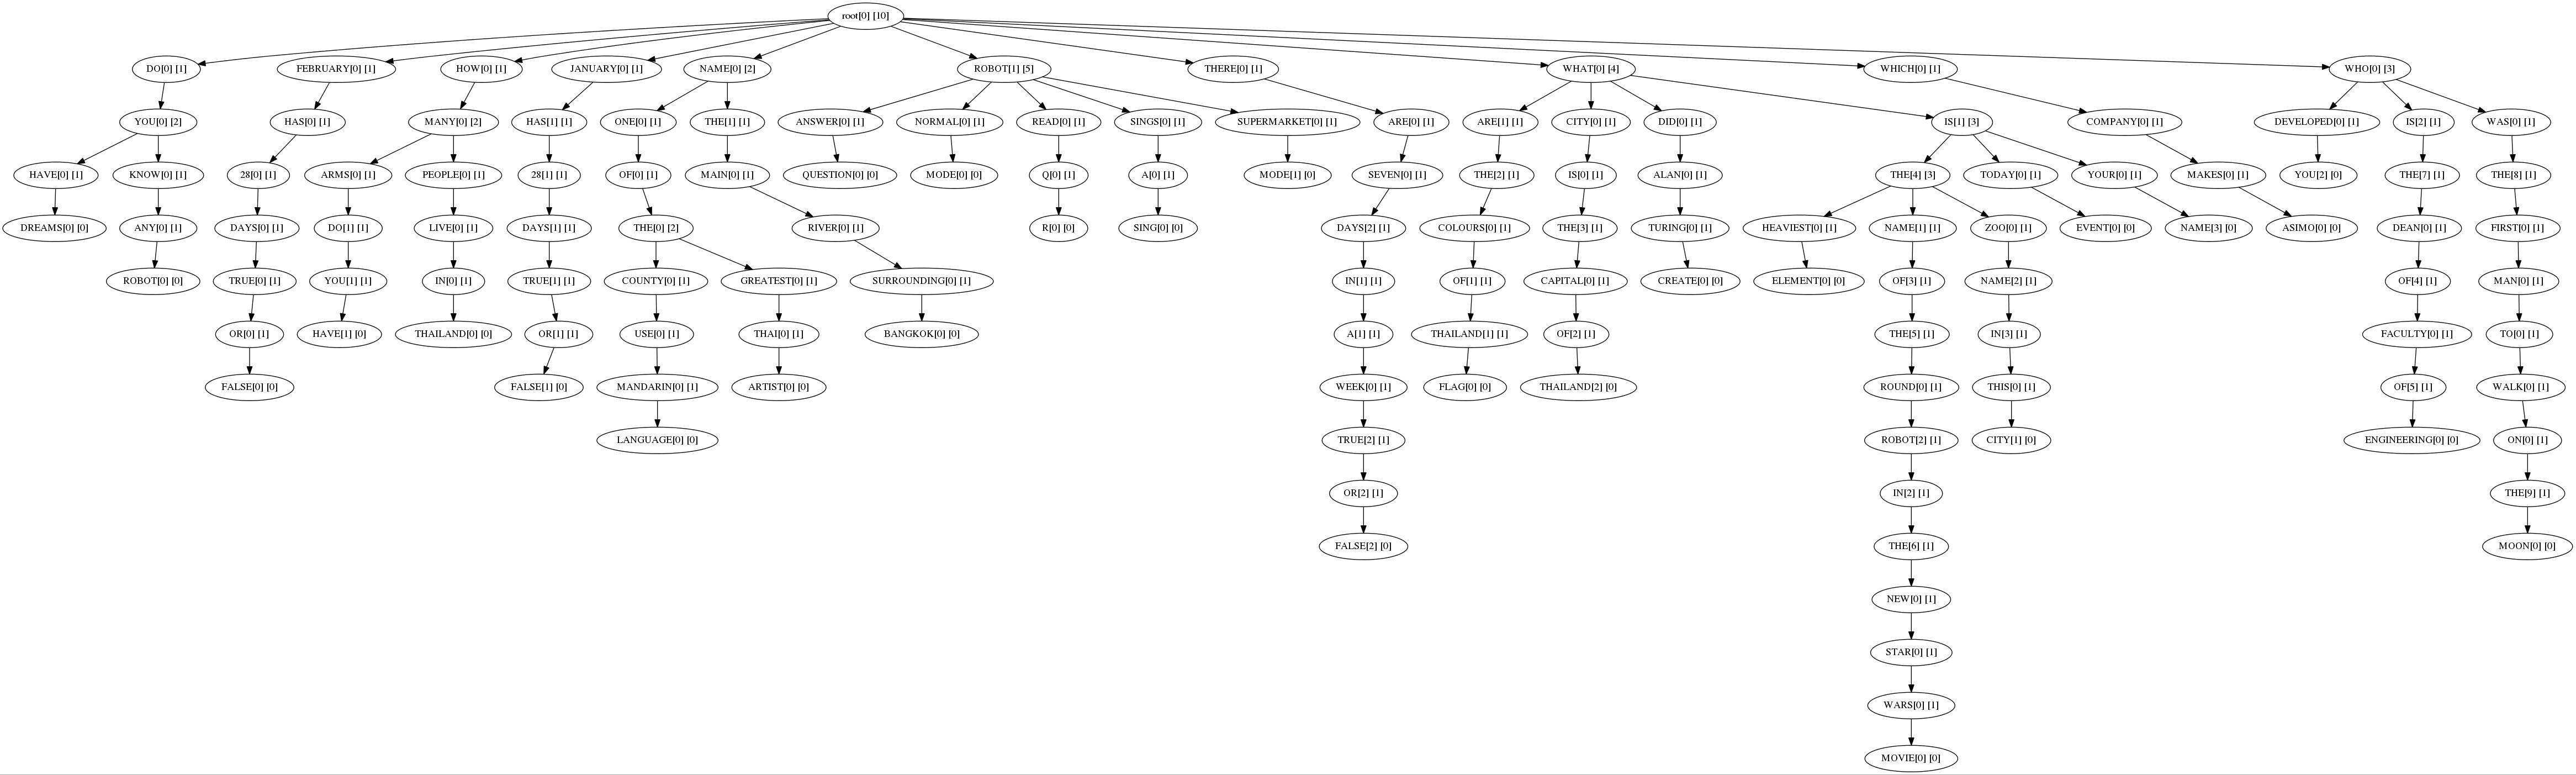 root[0] [10]
DO[0] [1] FEBRUARY[0] [1] HOW[0] [1] JANUARY[0] [1] NAME[0] [2] ROBOT[1] [5] THERE[0] [1] WHAT[0] [4] WHICH[0] [1] WHO[0] [3]
YOU[0] [2] HAS[0] [1] MANY[0] [2] HAS[1] [1] ONE[0] [1] THE[1] [1] ANSWER[0] [1] NORMAL[0] [1] READ[0] [1] SINGS[0] [1] SUPERMARKET[0] [1] ARE[0] [1] ARE[1] [1] CITY[0] [1] DID[0] [1] IS[1] [3] COMPANY[0] [1] DEVELOPED[0] [1] IS[2] [1] WAS[0] [1]
HAVE[0] [1] KNOW[0] [1] 28[0] [1] ARMS[0] [1] PEOPLE[0] [1] 28[1] [1] OF[0] [1] MAIN[0] [1] QUESTION[0] [0] MODE[0] [0] Q[0] [1] A[0] [1] MODE[1] [0] SEVEN[0] [1] THE[2] [1] IS[0] [1] ALAN[0] [1] THE[4] [3] TODAY[0] [1] YOUR[0] [1] MAKES[0] [1] YOU[2] [0] THE[7] [1] THE[8] [1]
DREAMS[0] [0] ANY[0] [1] DAYS[0] [1] DO[1] [1] LIVE[0] [1] DAYS[1] [1] THE[0] [2] RIVER[0] [1] R[0] [0] SING[0] [0] DAYS[2] [1] COLOURS[0] [1] THE[3] [1] TURING[0] [1] HEAVIEST[0] [1] NAME[1] [1] ZOO[0] [1] EVENT[0] [0] NAME[3] [0] ASIMO[0] [0] DEAN[0] [1] FIRST[0] [1]
ROBOT[0] [0] TRUE[0] [1] YOU[1] [1] IN[0] [1] TRUE[1] [1] COUNTY[0] [1] GREATEST[0] [1] SURROUNDING[0] [1] IN[1] [1] OF[1] [1] CAPITAL[0] [1] CREATE[0] [0] ELEMENT[0] [0] OF[3] [1] NAME[2] [1] OF[4] [1] MAN[0] [1]
OR[0] [1] HAVE[1] [0] THAILAND[0] [0] OR[1] [1] USE[0] [1] THAI[0] [1] BANGKOK[0] [0] A[1] [1] THAILAND[1] [1] OF[2] [1] THE[5] [1] IN[3] [1] FACULTY[0] [1] TO[0] [1]
FALSE[0] [0] FALSE[1] [0] MANDARIN[0] [1] ARTIST[0] [0] WEEK[0] [1] FLAG[0] [0] THAILAND[2] [0] ROUND[0] [1] THIS[0] [1] OF[5] [1] WALK[0] [1]
LANGUAGE[0] [0] TRUE[2] [1] ROBOT[2] [1] CITY[1] [0] ENGINEERING[0] [0] ON[0] [1]
OR[2] [1] IN[2] [1] THE[9] [1]
FALSE[2] [0] THE[6] [1] MOON[0] [0]
NEW[0] [1]
STAR[0] [1]
WARS[0] [1]
MOVIE[0] [0]